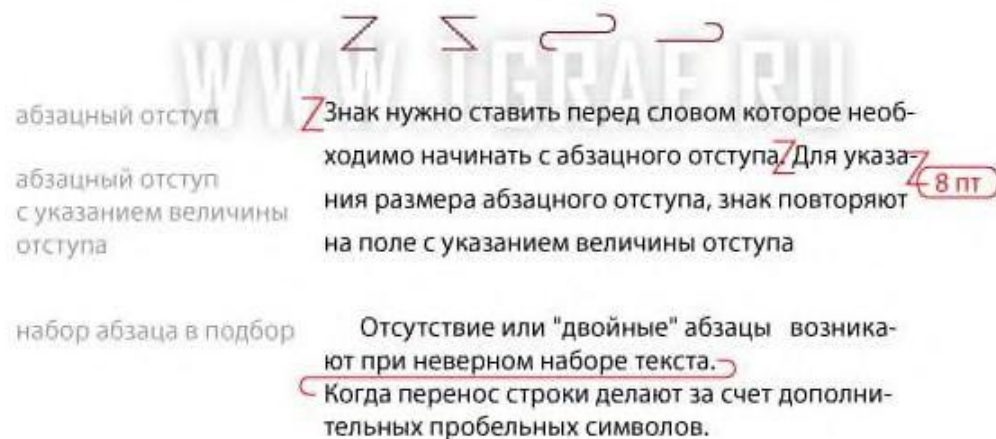 WWW.TGRAF.RU
абзацный отступ
Знак нужно ставить перед словом которое необ-
ходимо начинать с абзацного отступа. Для указа-
8 пт
абзацный отступ
с указанием величины
отступа
ния размера абзацного отступа, знак повторяют
на поле с указанием величины отступа
набор абзаца в подбор
Отсутствие или "двойные" абзацы возника-
ют при неверном наборе текста.
Когда перенос строки делают за счет дополни-
тельных пробельных символов.